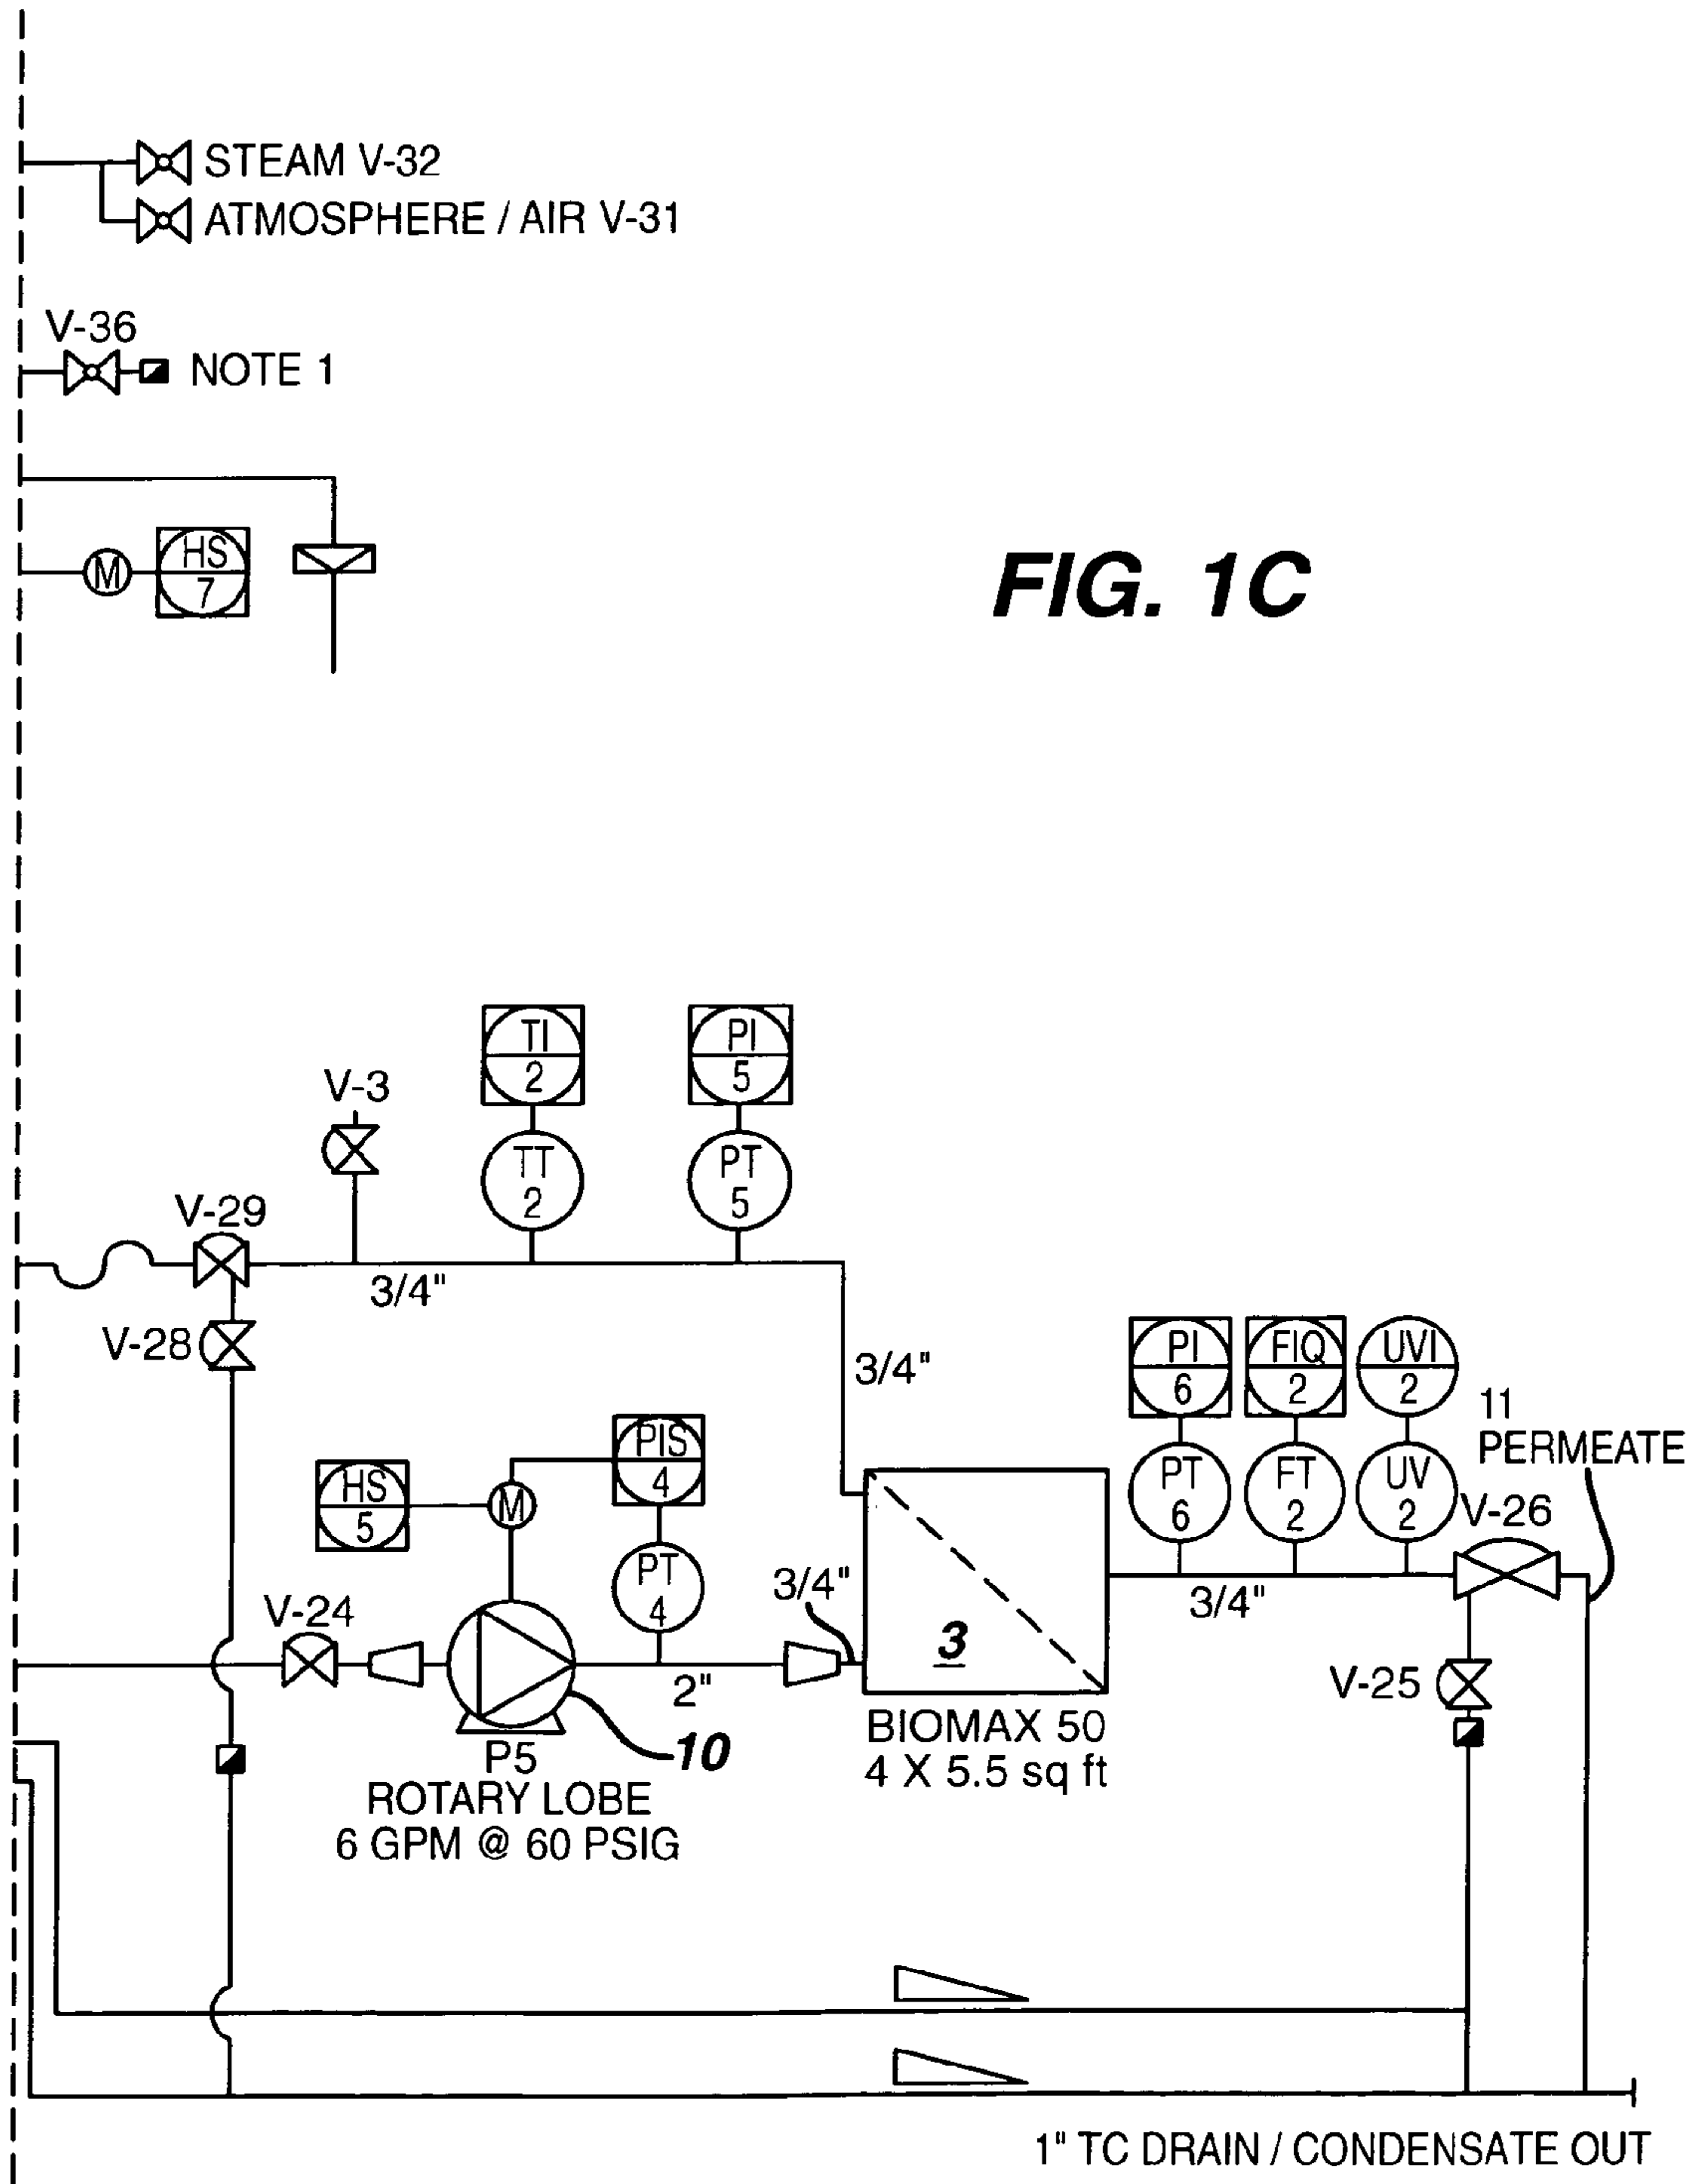 STEAM V-32
ATMOSPHERE / AIR V-31
V-36
NOTE 1
M
HS
7
FIG. 1C
TI
2
PI
5
V-3
TT
2
PT
5
V-29
3/4"
V-28
3/4"
PI
6
FIQ
2
UVI
2
11
PERMEATE
PIS
4
HS
5
M
PT
6
FT
2
UV
2
V-26
PT
4
3/4"
3/4"
V-24
3
2"
V-25
10
BIOMAX 50
4 X 5.5 sq ft
P5
ROTARY LOBE
6 GPM @ 60 PSIG
1" TC DRAIN / CONDENSATE OUT